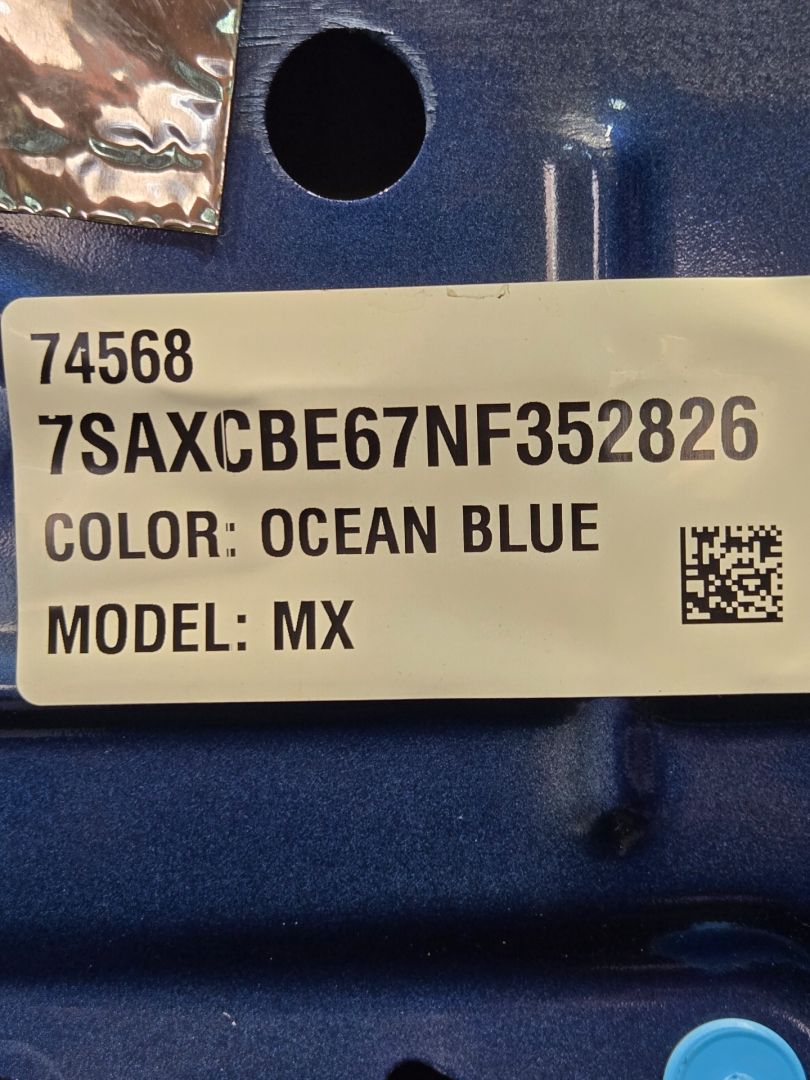 74568
7SAXCBE67NF352826
COLOR: OCEAN BLUE
MODEL: MX